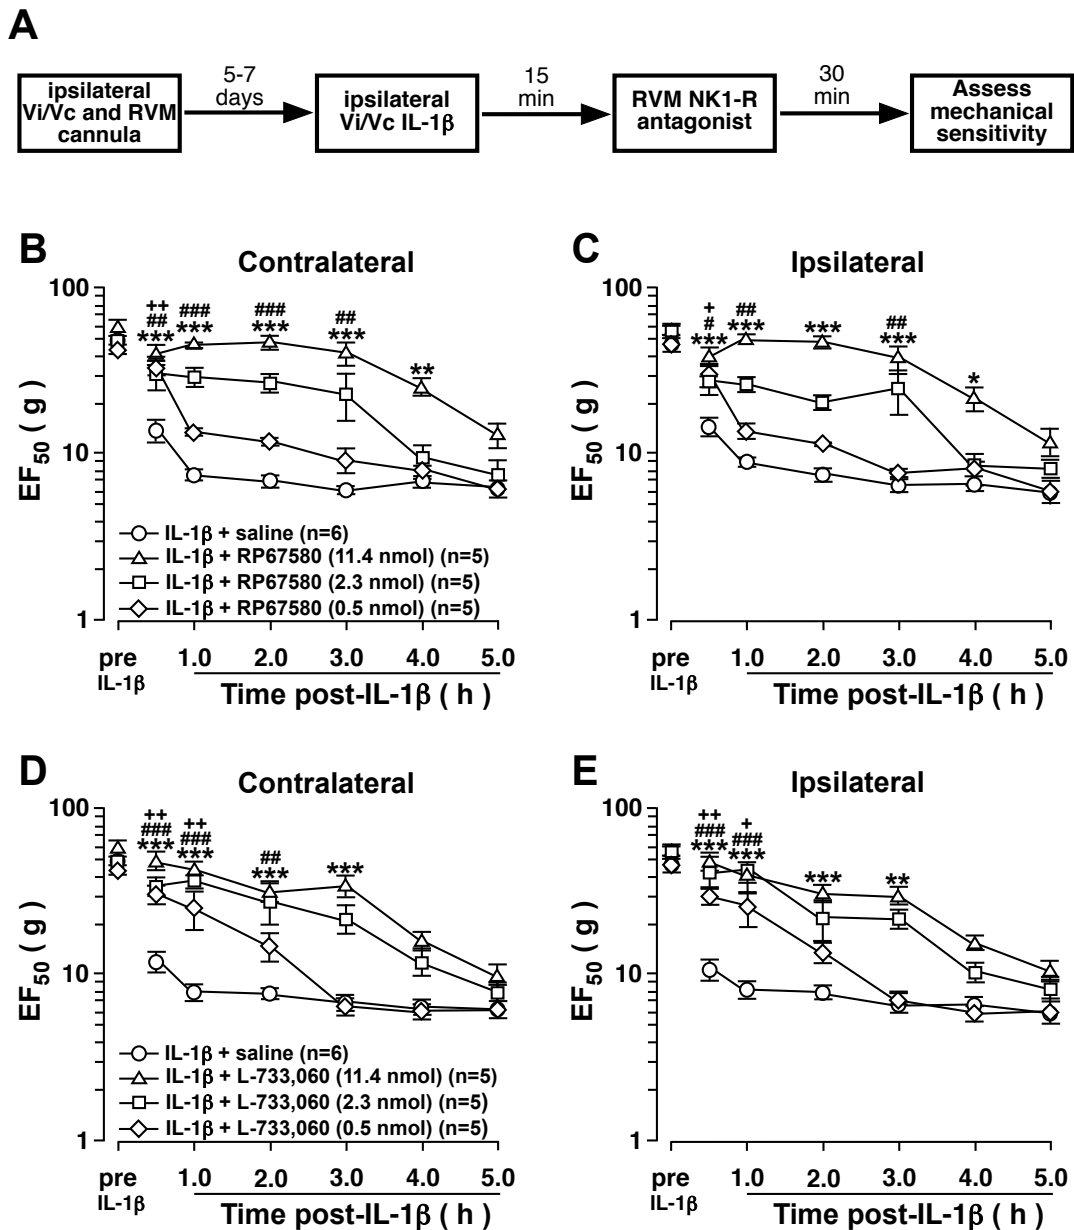 A
ipsilateral
Vi/Vc and RVM
cannula
5-7
days
ipsilateral
Vi/Vc IL-1β
15
min
RVM NK1-R
antagonist
30
min
Assess
mechanical
sensitivity
B
Contralateral
EF50 ( g )
100
10
1
++
##
***
###
***
###
***
##
***
**
IL-1β + saline (n=6)
IL-1β + RP67580 (11.4 nmol) (n=5)
IL-1β + RP67580 (2.3 nmol) (n=5)
IL-1β + RP67580 (0.5 nmol) (n=5)
pre
IL-1β
1.0 2.0 3.0 4.0 5.0
Time post-IL-1β ( h )
C
Ipsilateral
EF50 ( g )
100
10
1
+
#
***
##
***
***
##
***
*
pre
IL-1β
1.0 2.0 3.0 4.0 5.0
Time post-IL-1β ( h )
D
Contralateral
EF50 ( g )
100
10
1
++
###
***
++
###
***
##
***
***
IL-1β + saline (n=6)
IL-1β + L-733,060 (11.4 nmol) (n=5)
IL-1β + L-733,060 (2.3 nmol) (n=5)
IL-1β + L-733,060 (0.5 nmol) (n=5)
pre
IL-1β
1.0 2.0 3.0 4.0 5.0
Time post-IL-1β ( h )
E
Ipsilateral
EF50 ( g )
100
10
1
++
###
***
+
###
***
***
**
pre
IL-1β
1.0 2.0 3.0 4.0 5.0
Time post-IL-1β ( h )